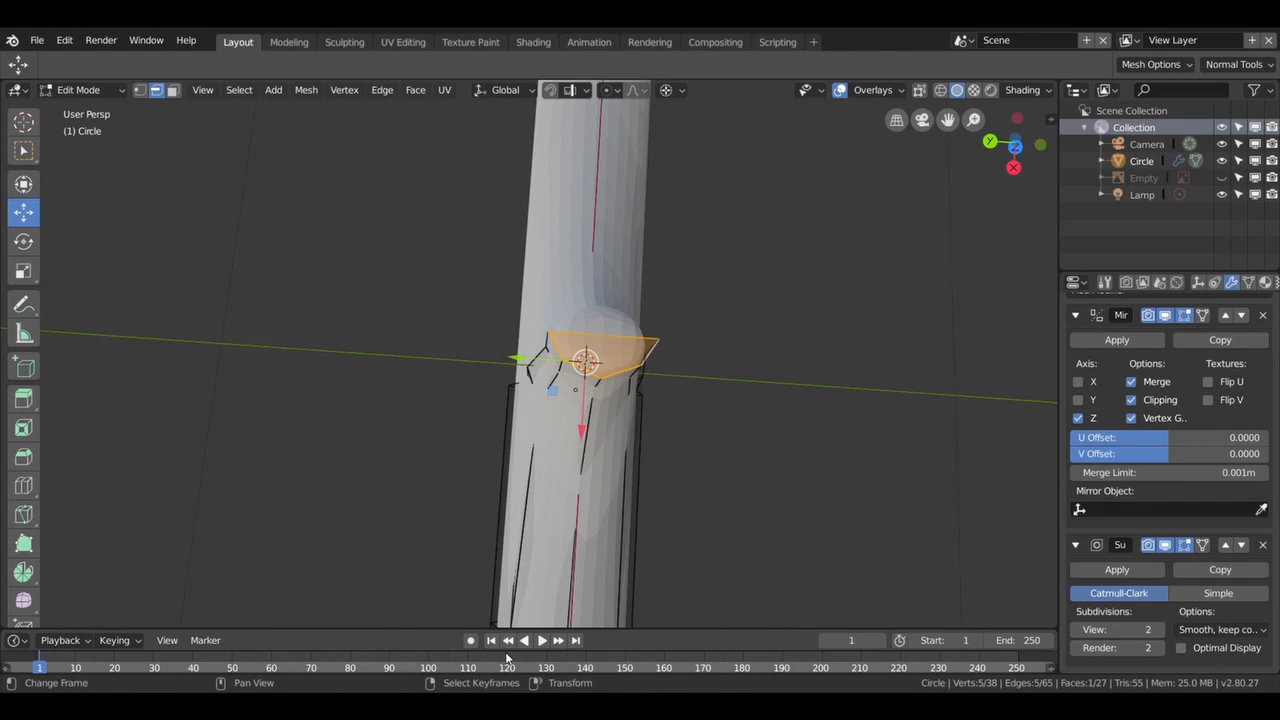 File Edit Render Window Help Layout Modeling Sculpting UV Editing Texture Paint Shading Animation Rendering Compositing Scripting + Scene View Layer
Mesh Options Normal Tools
Edit Mode View Select Add Mesh Vertex Edge Face UV Global Overlays Shading
User Persp
(1) Circle
Y
Z
X
Scene Collection
Collection
Camera
Circle
Empty
Lamp
Mir
Apply Copy
Axis: Options: Textures:
X Merge Flip U
Y Clipping Flip V
Z Vertex G..
U Offset: 0.0000
V Offset: 0.0000
Merge Limit: 0.001m
Mirror Object:
Su
Apply Copy
Catmull-Clark Simple
Subdivisions: Options:
View: 2 Smooth, keep co..
Render: 2 Optimal Display
Playback Keying View Marker 1 Start: 1 End: 250
1 10 20 30 40 50 60 70 80 90 100 110 120 130 140 150 160 170 180 190 200 210 220 230 240 250
Change Frame Pan View Select Keyframes Transform Circle | Verts:5/38 | Edges:5/65 | Faces:1/27 | Tris:55 | Mem: 25.0 MB | v2.80.27